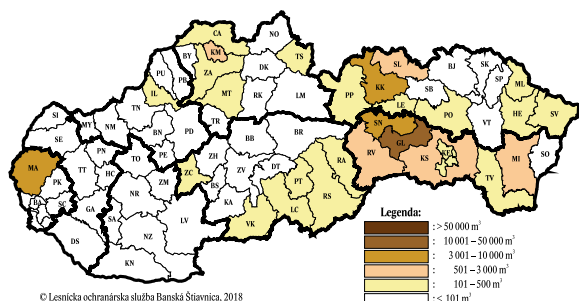 CA
NO
KM
BY
TS
PU
ZA
DK
PB
SL
BJ
SK
SP
KK
ML
IL
MT
RK
LM
PP
SB
LE
HE
SV
PO
VT
TN
TR
SI
MY
NM
BN
PD
SN
SE
PE
BB
BR
GL
PN
TO
ZH
RA
RV
KS
KE
MI
SO
MA
TT
HC
ZM
ZC
ZV
DT
TV
PK
NR
BS
PT
BA
SC
GA
SA
LV
KA
RS
VK
LC
DS
NZ
KN
Legenda:
: > 50 000 m³
: 10 001 – 50 000 m³
: 3 001 – 10 000 m³
: 501 – 3 000 m³
: 101 – 500 m³
: < 101 m³
© Lesnícka ochranárska služba Banská Štiavnica, 2018